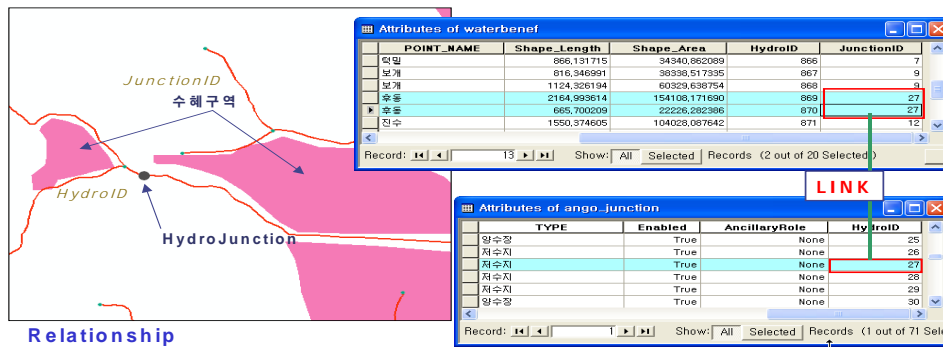 JunctionID
수혜구역
HydroID
HydroJunction
Relationship
Attributes of waterbenef
POINT_NAME Shape_Length Shape_Area HydroID JunctionID
턱밀 866,131715 34340,862089 866 7
보개 816,346991 38338,517335 867 9
보개 1124,326194 60329,638754 868 9
후동 2164,993614 154108,171690 869 27
후동 665,700209 22226,282386 870 27
진수 1550,374605 104028,087642 871 12
Record: 13 Show: All Selected Records (2 out of 20 Selected)
LINK
Attributes of ango_junction
TYPE Enabled AncillaryRole HydroID
양수장 True None 25
저수지 True None 26
저수지 True None 27
저수지 True None 28
저수지 True None 29
양수장 True None 30
Record: 1 Show: All Selected Records (1 out of 71 Sele